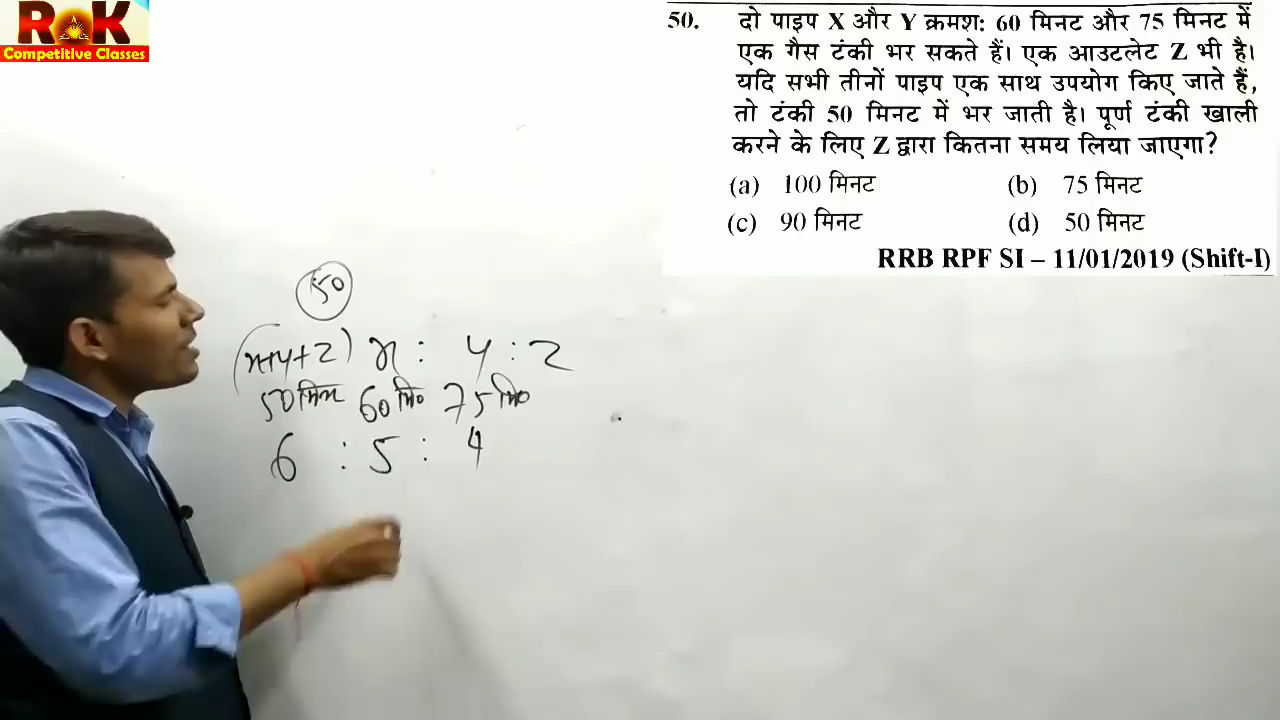 RK
Competitive Classes
50. दो पाइप X और Y क्रमश: 60 मिनट और 75 मिनट में
एक गैस टंकी भर सकते हैं। एक आउटलेट Z भी है।
यदि सभी तीनों पाइप एक साथ उपयोग किए जाते हैं,
तो टंकी 50 मिनट में भर जाती है। पूर्ण टंकी खाली
करने के लिए Z द्वारा कितना समय लिया जाएगा?
(a) 100 मिनट (b) 75 मिनट
(c) 90 मिनट (d) 50 मिनट
RRB RPF SI – 11/01/2019 (Shift-I)
50
(x+y+z) x : y : z
50 मिन 60 मि० 75 मि०
6 : 5 : 4